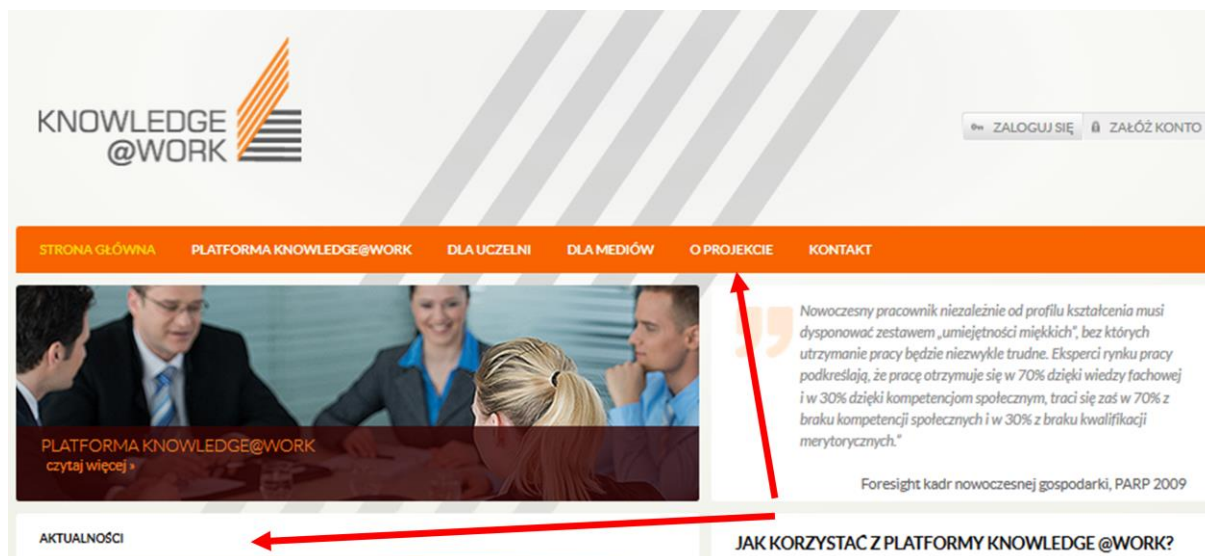 KNOWLEDGE
@WORK
ZALOGUJ SIĘ
ZAŁÓŻ KONTO
STRONA GŁÓWNA
PLATFORMA KNOWLEDGE@WORK
DLA UCZELNI
DLA MEDIÓW
O PROJEKCIE
KONTAKT
PLATFORMA KNOWLEDGE@WORK
czytaj więcej »
Nowoczesny pracownik niezależnie od profilu kształcenia musi
dysponować zestawem „umiejętności miękkich”, bez których
utrzymanie pracy będzie niezwykle trudne. Eksperci rynku pracy
podkreślają, że pracę otrzymuje się w 70% dzięki wiedzy fachowej
i w 30% dzięki kompetencjom społecznym, traci się zaś w 70% z
braku kompetencji społecznych i w 30% z braku kwalifikacji
merytorycznych.”
Foresight kadr nowoczesnej gospodarki, PARP 2009
AKTUALNOŚCI
JAK KORZYSTAĆ Z PLATFORMY KNOWLEDGE @WORK?